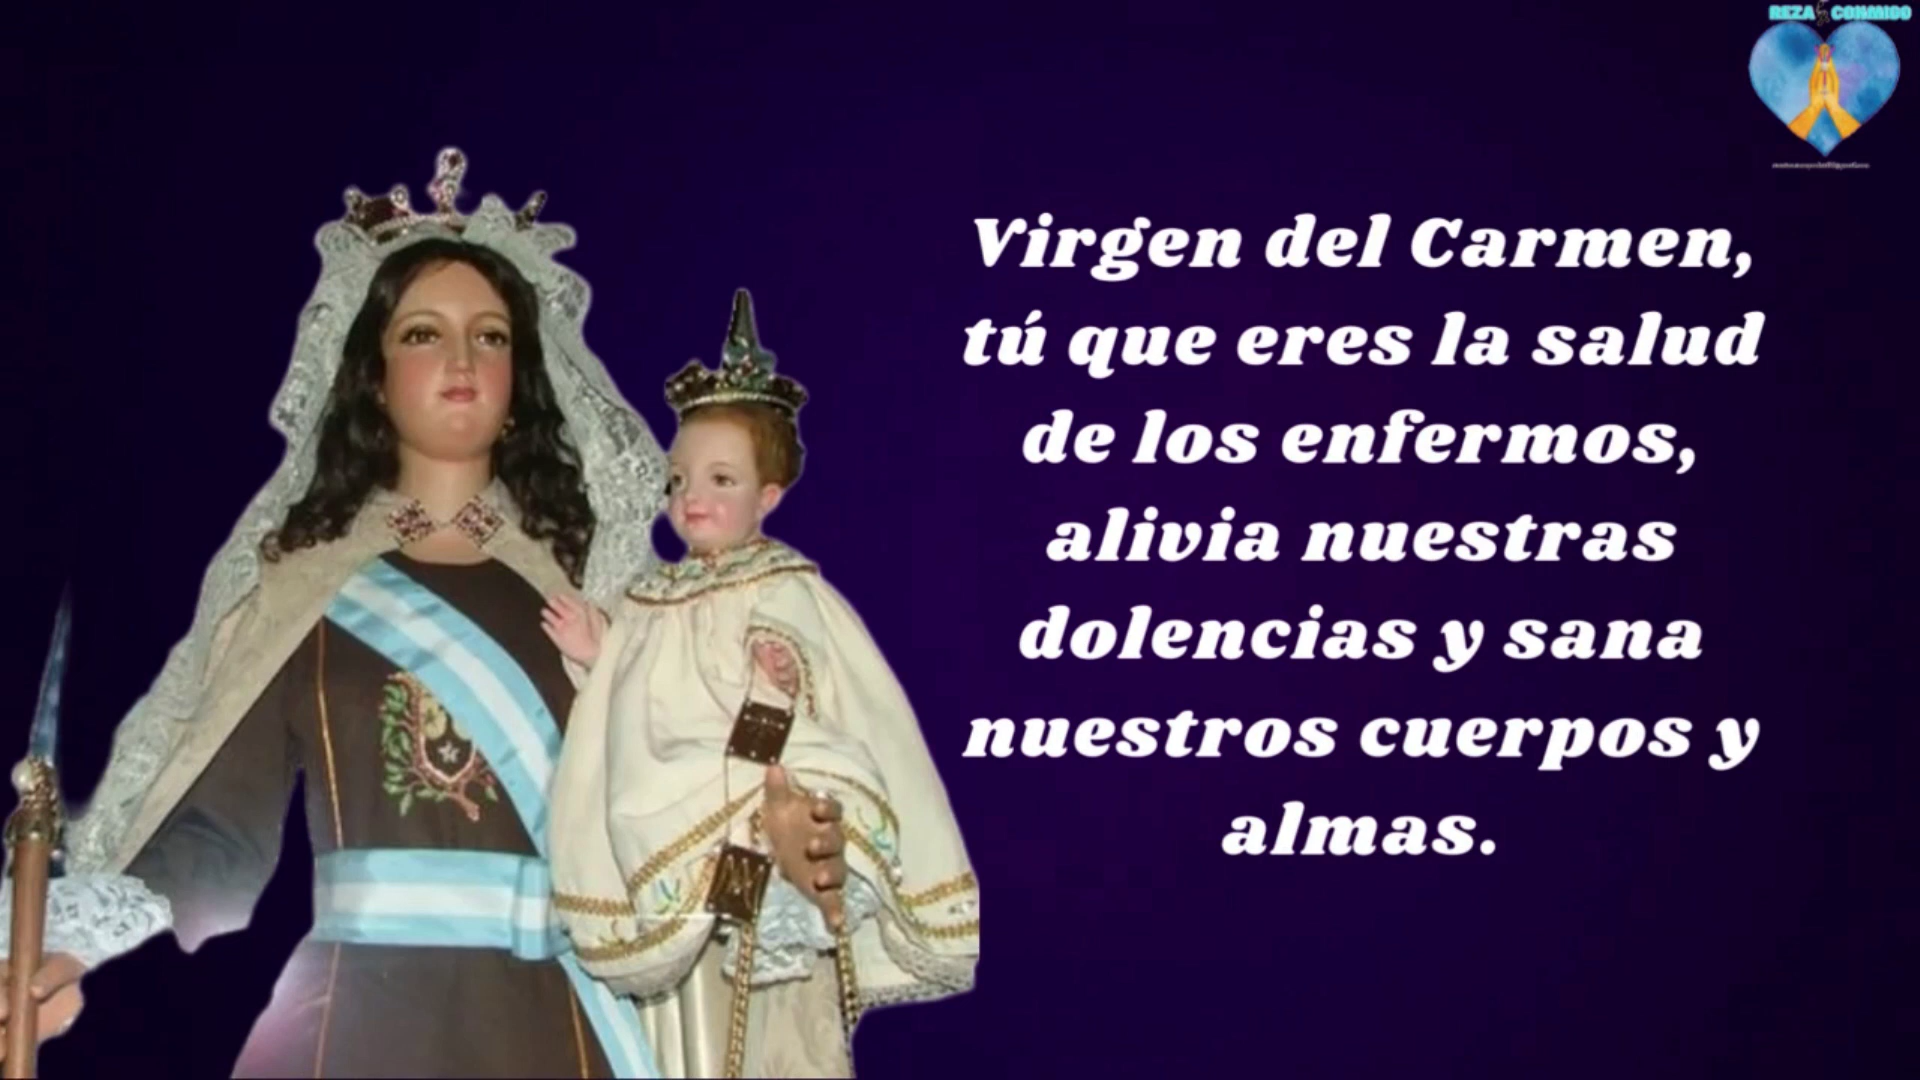 REZA CONMIGO
Virgen del Carmen,
tú que eres la salud
de los enfermos,
alivia nuestras
dolencias y sana
nuestros cuerpos y
almas.